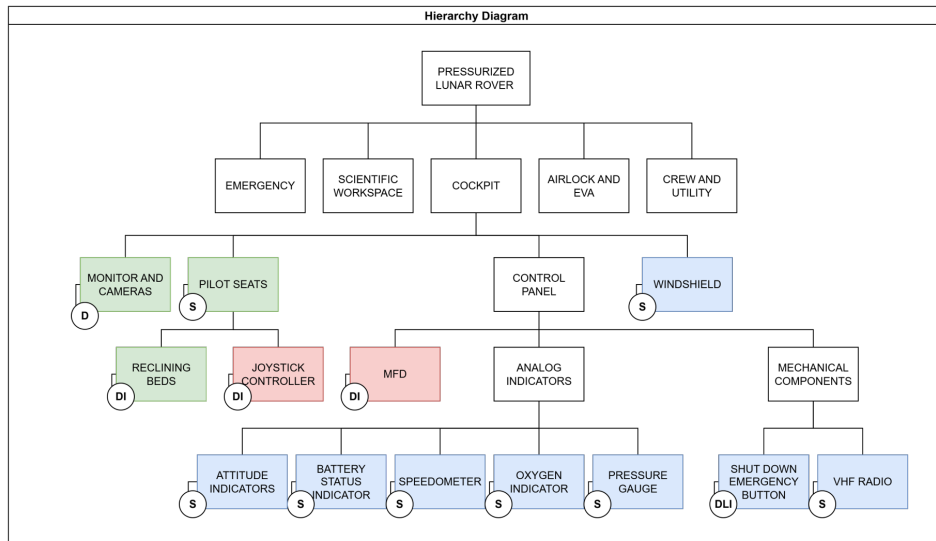 Hierarchy Diagram
PRESSURIZED
LUNAR ROVER
EMERGENCY
SCIENTIFIC
WORKSPACE
COCKPIT
AIRLOCK AND
EVA
CREW AND
UTILITY
MONITOR AND
CAMERAS
D
PILOT SEATS
S
CONTROL
PANEL
WINDSHIELD
S
RECLINING
BEDS
DI
JOYSTICK
CONTROLLER
DI
MFD
DI
ANALOG
INDICATORS
MECHANICAL
COMPONENTS
ATTITUDE
INDICATORS
S
BATTERY
STATUS
INDICATOR
S
SPEEDOMETER
S
OXYGEN
INDICATOR
S
PRESSURE
GAUGE
S
SHUT DOWN
EMERGENCY
BUTTON
DLI
VHF RADIO
S